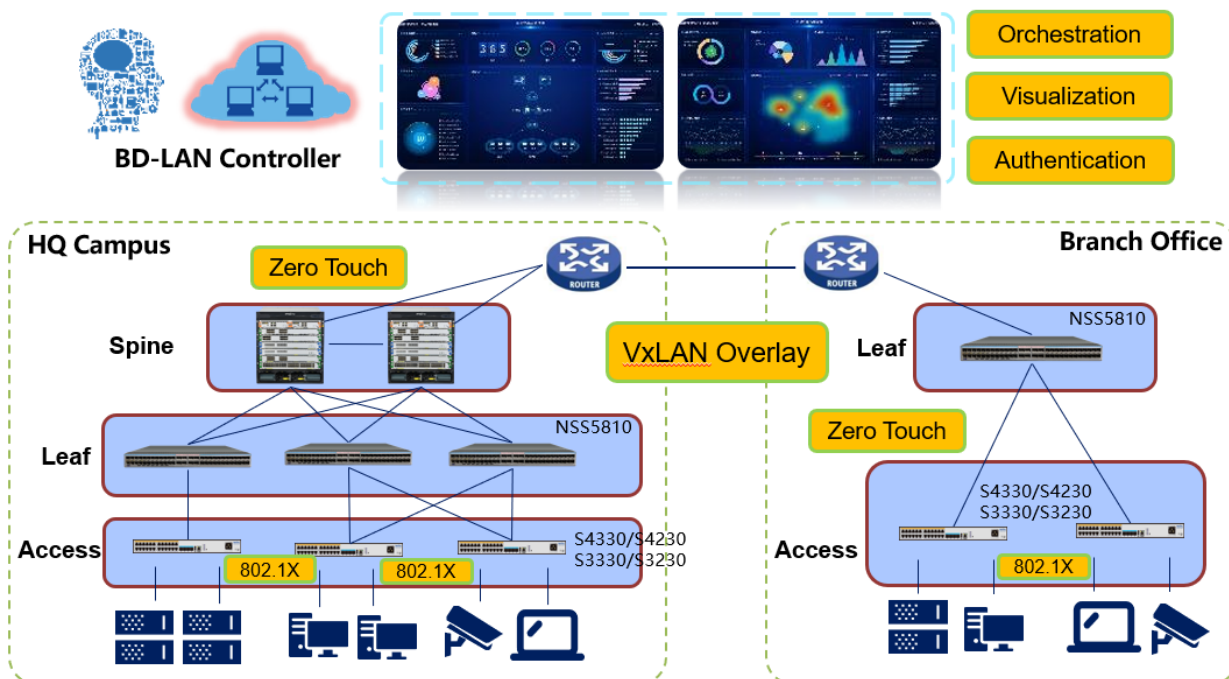 Orchestration
Visualization
Authentication
BD-LAN Controller
365
HQ Campus
Zero Touch
ROUTER
ROUTER
Branch Office
Spine
VxLAN Overlay
Leaf
NSS5810
Leaf
NSS5810
Zero Touch
Access
S4330/S4230
S3330/S3230
802.1X
802.1X
Access
S4330/S4230
S3330/S3230
802.1X